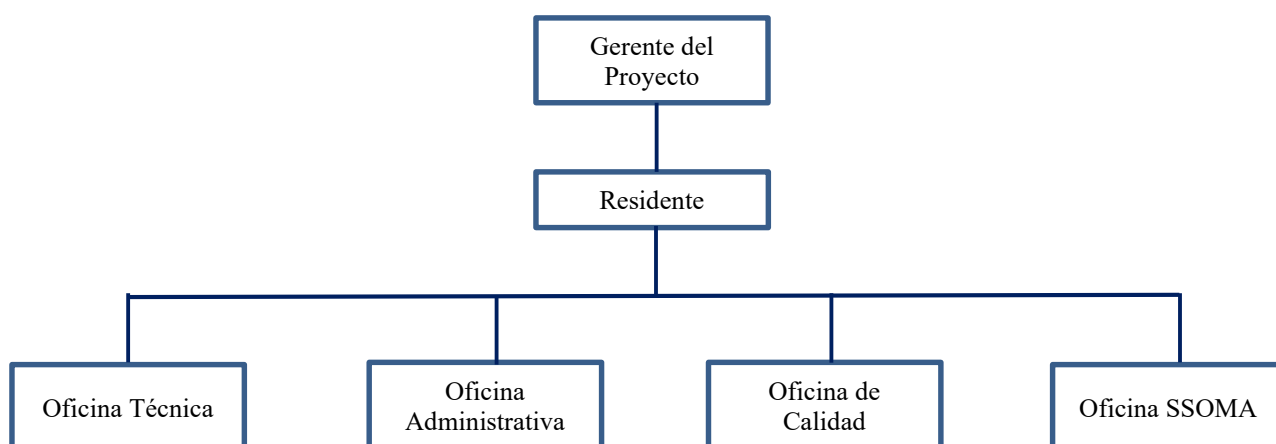 Gerente del
Proyecto
Residente
Oficina Técnica
Oficina
Administrativa
Oficina de
Calidad
Oficina SSOMA